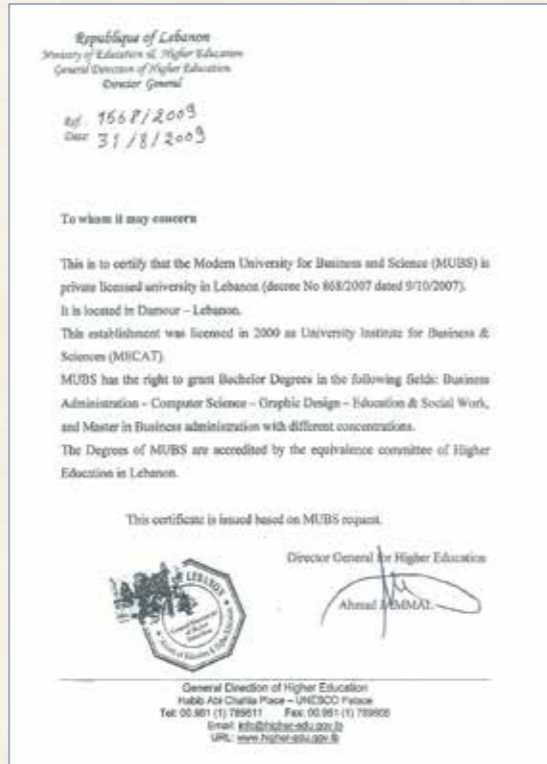 Republique of Lebanon
Ministry of Education & Higher Education
General Direction of Higher Education
Director General
Ref. 1568/2009
Date: 31/8/2009
To whom it may concern
This is to certify that the Modern University for Business and Science (MUBS) is
private licensed university in Lebanon (decree No 868/2007 dated 9/10/2007).
It is located in Damour – Lebanon.
This establishment was licensed in 2000 as University Institute for Business &
Sciences (MECAT).
MUBS has the right to grant Bachelor Degrees in the following fields: Business
Administration – Computer Science – Graphic Design – Education & Social Work,
and Master in Business administration with different concentrations.
The Degrees of MUBS are accredited by the equivalence committee of Higher
Education in Lebanon.
This certificate is issued based on MUBS request.
Director General for Higher Education
Ahmad JAMMAL
LEBANON
General Direction of Higher Education
Habib Abi Chahla Place – UNESCO Palace
Tel: 00.961 (1) 789611 Fax: 00.961 (1)
Email: info@higher-edu.gov.lb
URL: www.higher-edu.gov.lb